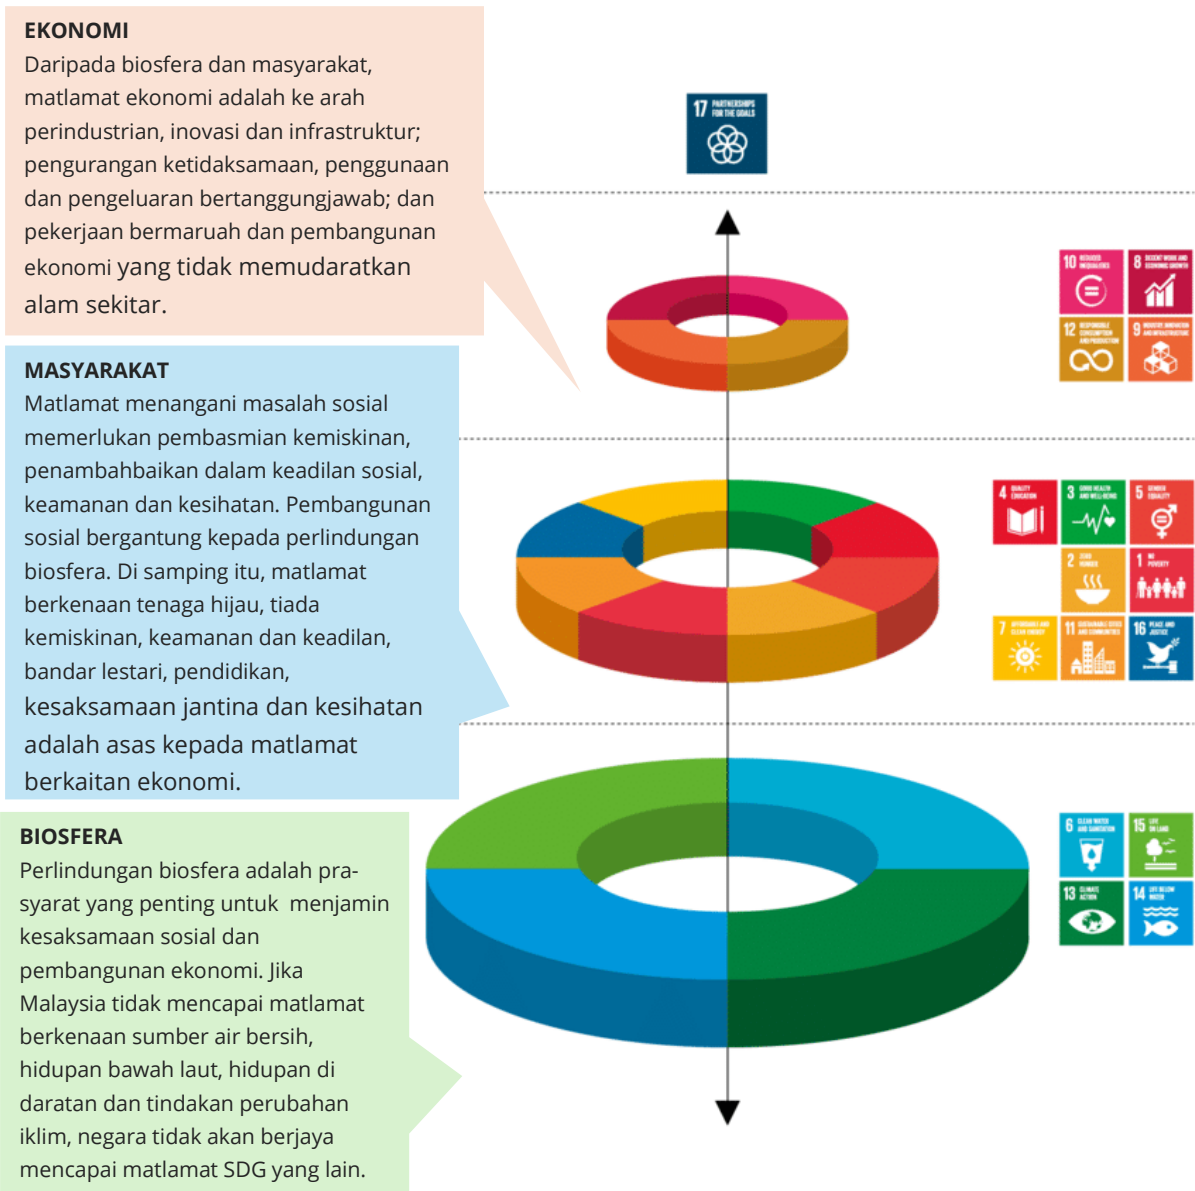 EKONOMI
Daripada biosfera dan masyarakat,
matlamat ekonomi adalah ke arah
perindustrian, inovasi dan infrastruktur;
pengurangan ketidaksamaan, penggunaan
dan pengeluaran bertanggungjawab; dan
pekerjaan bermaruah dan pembangunan
ekonomi yang tidak memudaratkan
alam sekitar.
MASYARAKAT
Matlamat menangani masalah sosial
memerlukan pembasmian kemiskinan,
penambahbaikan dalam keadilan sosial,
keamanan dan kesihatan. Pembangunan
sosial bergantung kepada perlindungan
biosfera. Di samping itu, matlamat
berkenaan tenaga hijau, tiada
kemiskinan, keamanan dan keadilan,
bandar lestari, pendidikan,
kesaksamaan jantina dan kesihatan
adalah asas kepada matlamat
berkaitan ekonomi.
BIOSFERA
Perlindungan biosfera adalah pra-
syarat yang penting untuk menjamin
kesaksamaan sosial dan
pembangunan ekonomi. Jika
Malaysia tidak mencapai matlamat
berkenaan sumber air bersih,
hidupan bawah laut, hidupan di
daratan dan tindakan perubahan
iklim, negara tidak akan berjaya
mencapai matlamat SDG yang lain.
17 PARTNERSHIPS
FOR THE GOALS
10 REDUCED
INEQUALITIES
8 DECENT WORK AND
ECONOMIC GROWTH
12 RESPONSIBLE
CONSUMPTION
AND PRODUCTION
9 INDUSTRY, INNOVATION
AND INFRASTRUCTURE
4 QUALITY
EDUCATION
3 GOOD HEALTH
AND WELL-BEING
5 GENDER
EQUALITY
2 ZERO
HUNGER
1 NO
POVERTY
7 AFFORDABLE AND
CLEAN ENERGY
11 SUSTAINABLE CITIES
AND COMMUNITIES
16 PEACE AND
JUSTICE
6 CLEAN WATER
AND SANITATION
15 LIFE
ON LAND
13 CLIMATE
ACTION
14 LIFE BELOW
WATER